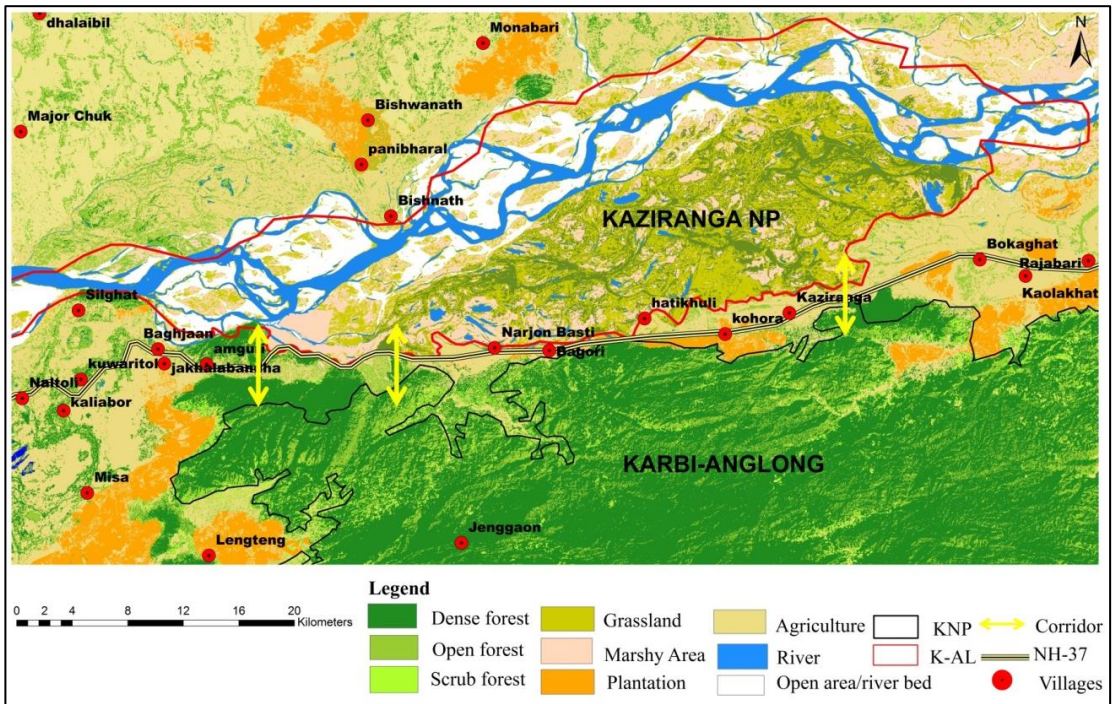 dhalaibil
Monabari
N
Major Chuk
Bishwanath
panibharal
Bishnath
KAZIRANGA NP
Bokaghat
Rajabari
Kaolakhat
Silghat
hatikhuli
Kaziranga
kohora
Baghjaan
Narjon Basti
Bagori
amguli
kuwaritol
jakhalabandha
Naltoli
kaliabor
KARBI-ANGLONG
Misa
Jenggaon
Lengteng
Legend
0 2 4 8 12 16 20
Kilometers
Dense forest
Grassland
Agriculture
KNP
Corridor
Open forest
Marshy Area
River
K-AL
NH-37
Scrub forest
Plantation
Open area/river bed
Villages